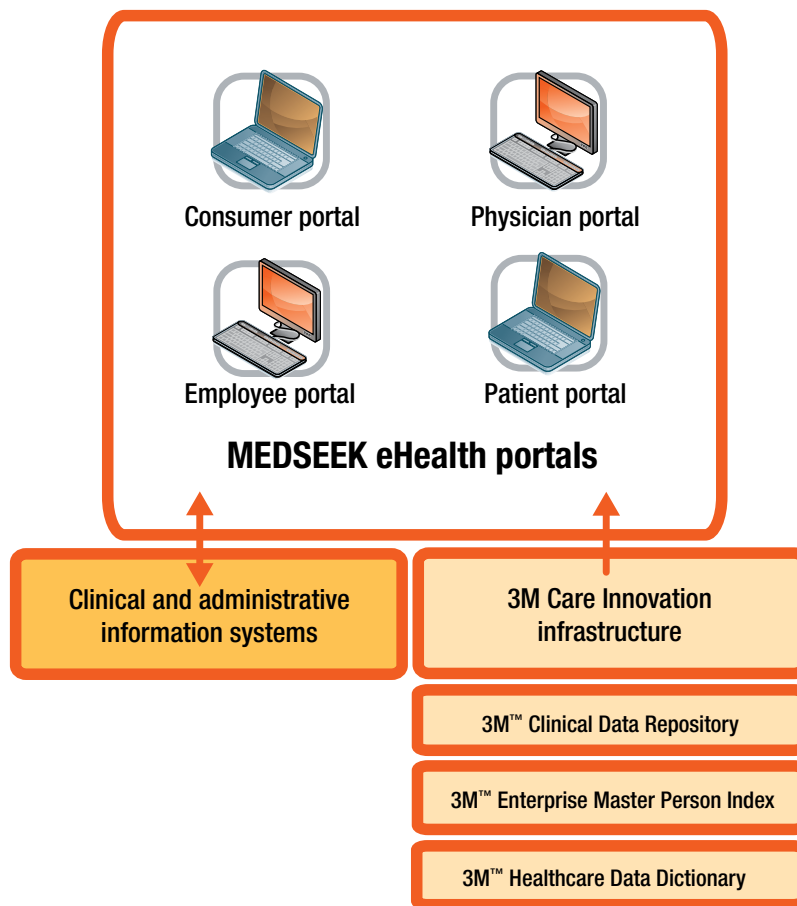 Consumer portal
Physician portal
Employee portal
Patient portal
MEDSEEK eHealth portals
Clinical and administrative
information systems
3M Care Innovation
infrastructure
3M™ Clinical Data Repository
3M™ Enterprise Master Person Index
3M™ Healthcare Data Dictionary